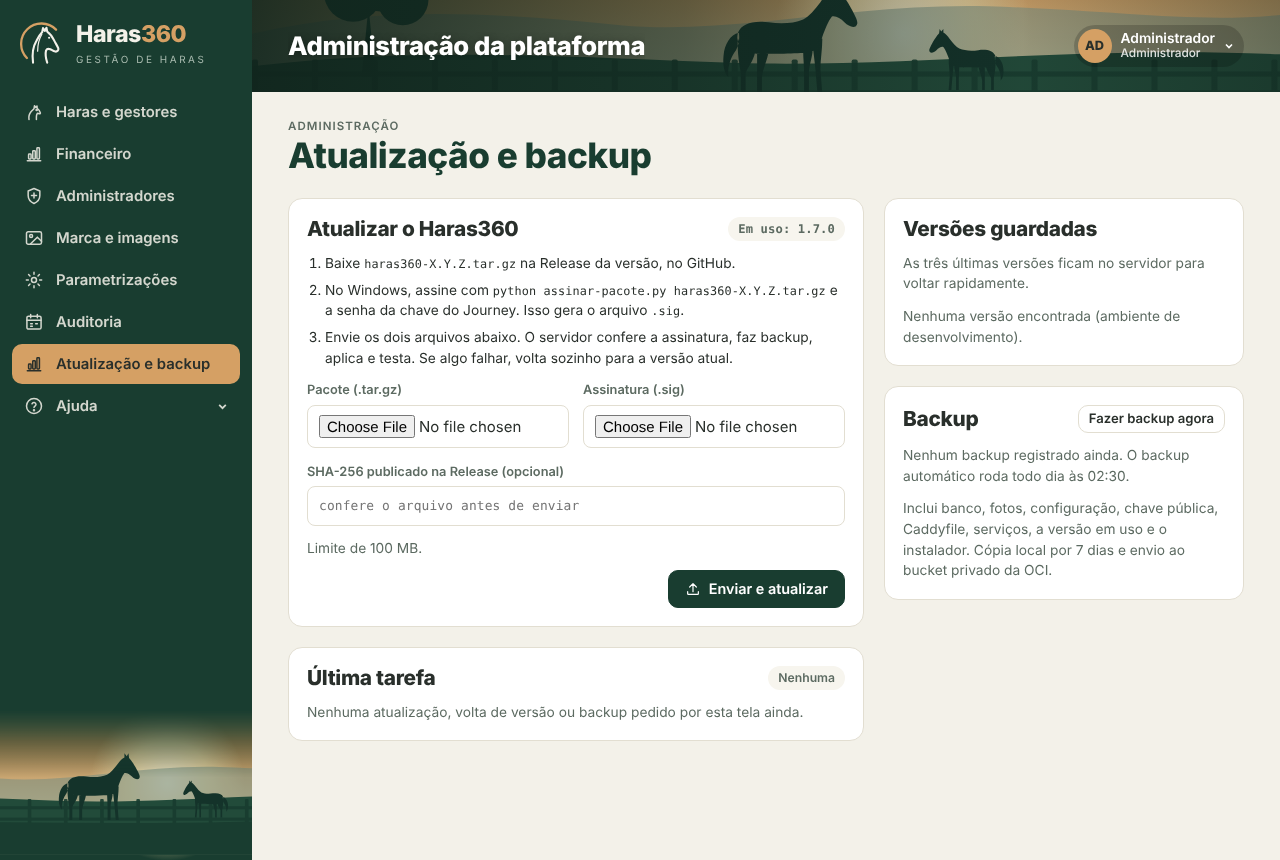 Haras360
GESTÃO DE HARAS
Haras e gestores
Financeiro
Administradores
Marca e imagens
Parametrizações
Auditoria
Atualização e backup
Ajuda
Administração da plataforma
AD
Administrador
Administrador
ADMINISTRAÇÃO
Atualização e backup
Atualizar o Haras360
Em uso: 1.7.0
1. Baixe haras360-X.Y.Z.tar.gz na Release da versão, no GitHub.
2. No Windows, assine com python assinar-pacote.py haras360-X.Y.Z.tar.gz e
a senha da chave do Journey. Isso gera o arquivo .sig.
3. Envie os dois arquivos abaixo. O servidor confere a assinatura, faz backup,
aplica e testa. Se algo falhar, volta sozinho para a versão atual.
Pacote (.tar.gz)
Choose File No file chosen
Assinatura (.sig)
Choose File No file chosen
SHA-256 publicado na Release (opcional)
confere o arquivo antes de enviar
Limite de 100 MB.
Enviar e atualizar
Última tarefa
Nenhuma
Nenhuma atualização, volta de versão ou backup pedido por esta tela ainda.
Versões guardadas
As três últimas versões ficam no servidor para
voltar rapidamente.
Nenhuma versão encontrada (ambiente de
desenvolvimento).
Backup
Fazer backup agora
Nenhum backup registrado ainda. O backup
automático roda todo dia às 02:30.
Inclui banco, fotos, configuração, chave pública,
Caddyfile, serviços, a versão em uso e o
instalador. Cópia local por 7 dias e envio ao
bucket privado da OCI.